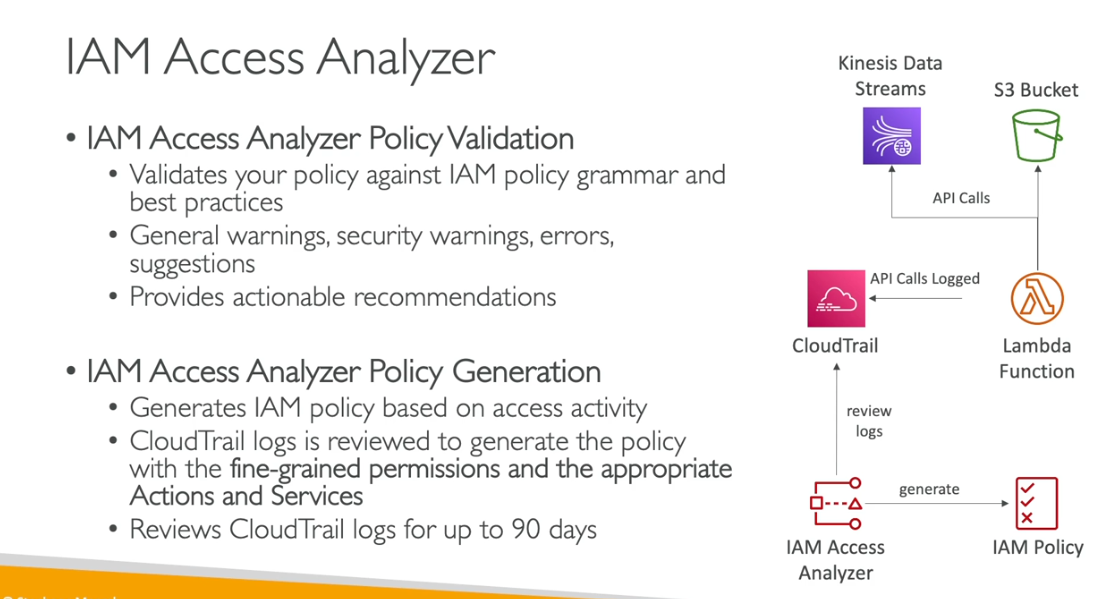 IAM Access Analyzer
• IAM Access Analyzer Policy Validation
• Validates your policy against IAM policy grammar and
best practices
• General warnings, security warnings, errors,
suggestions
• Provides actionable recommendations
• IAM Access Analyzer Policy Generation
• Generates IAM policy based on access activity
• CloudTrail logs is reviewed to generate the policy
with the fine-grained permissions and the appropriate
Actions and Services
• Reviews CloudTrail logs for up to 90 days
Kinesis Data
Streams
S3 Bucket
API Calls
API Calls Logged
CloudTrail
Lambda
Function
review
logs
generate
IAM Access
Analyzer
IAM Policy